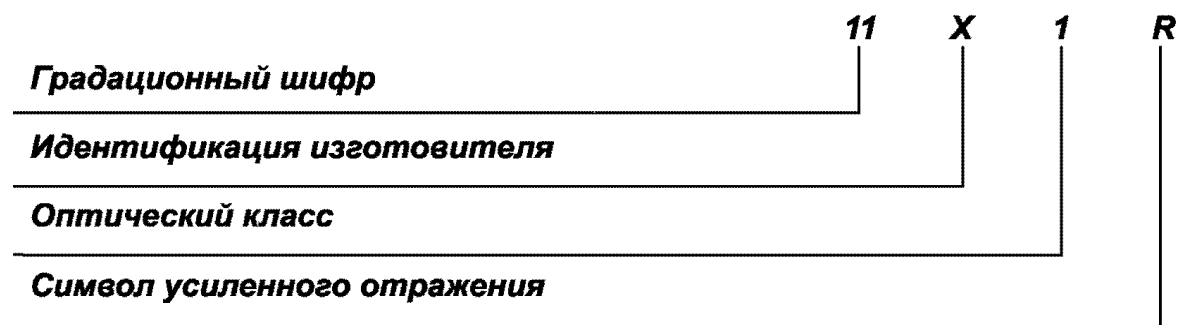 11 X 1 R
Градационный шифр
Идентификация изготовителя
Оптический класс
Символ усиленного отражения